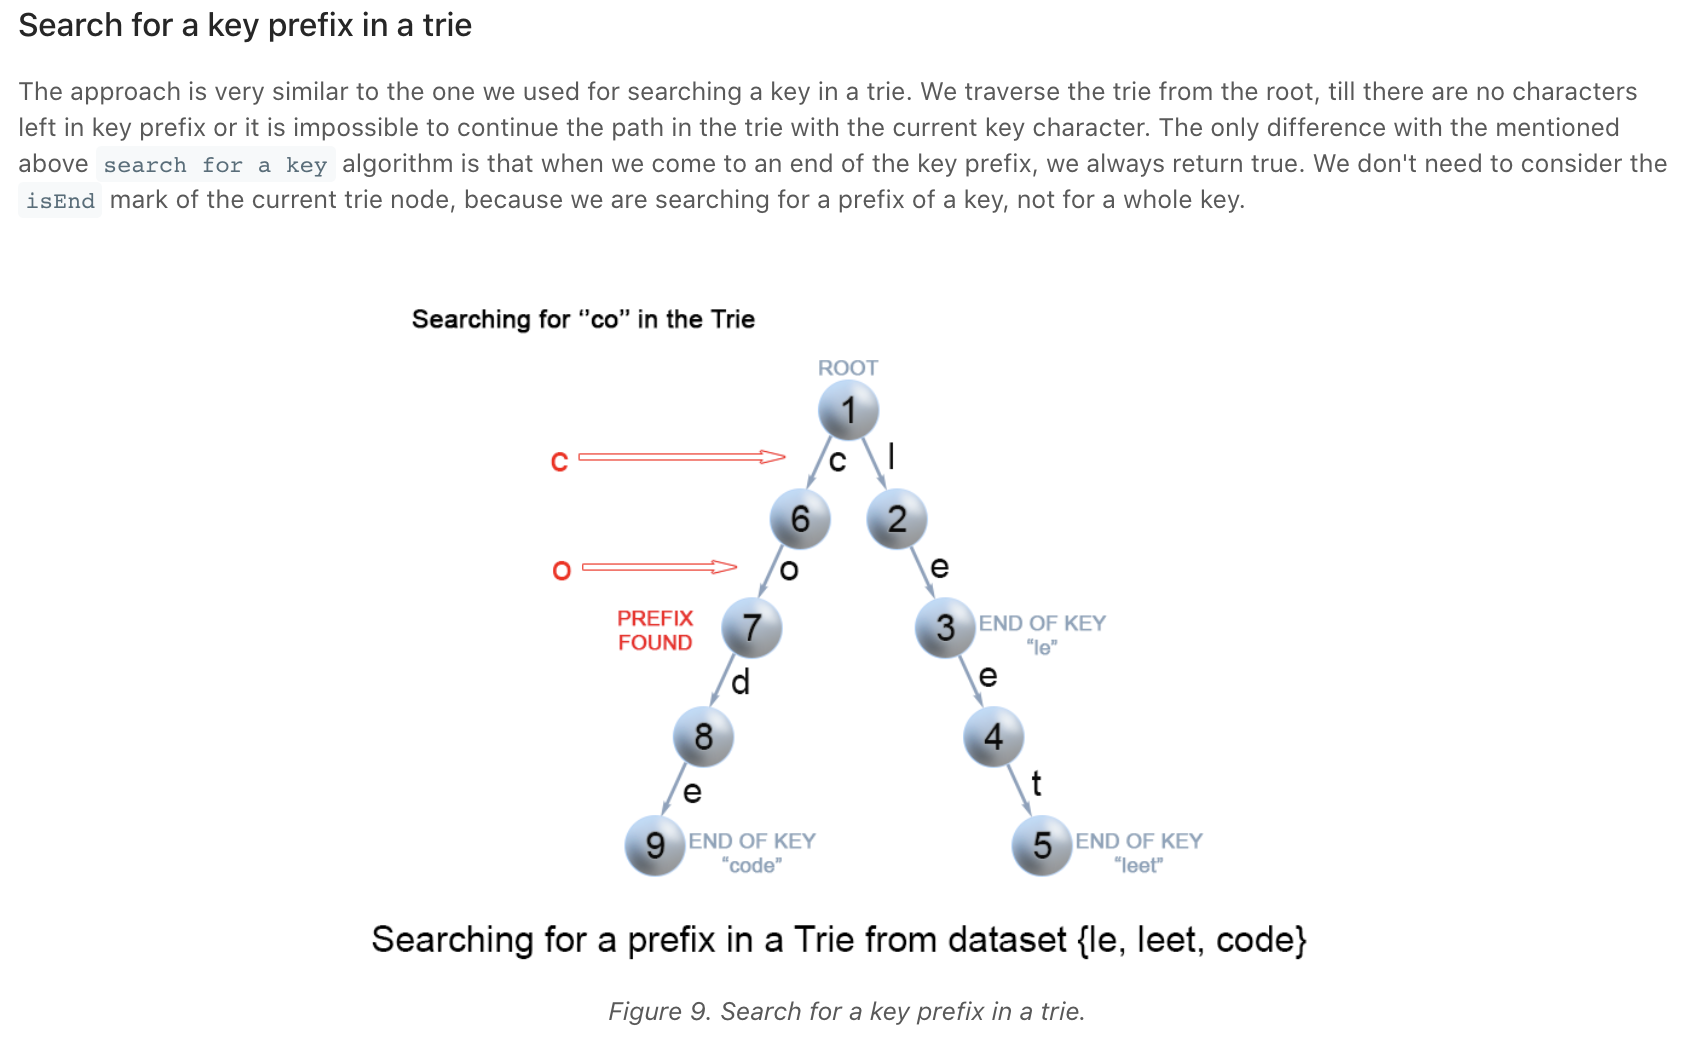 Search for a key prefix in a trie
The approach is very similar to the one we used for searching a key in a trie. We traverse the trie from the root, till there are no characters
left in key prefix or it is impossible to continue the path in the trie with the current key character. The only difference with the mentioned
above search for a key algorithm is that when we come to an end of the key prefix, we always return true. We don't need to consider the
isEnd mark of the current trie node, because we are searching for a prefix of a key, not for a whole key.
Searching for ‘’co’’ in the Trie
ROOT
1
c c l
6 2
o o e
PREFIX
FOUND
7 3 END OF KEY
“le”
d e
8 4
e t
9 END OF KEY
“code”
5 END OF KEY
“leet”
Searching for a prefix in a Trie from dataset {le, leet, code}
Figure 9. Search for a key prefix in a trie.